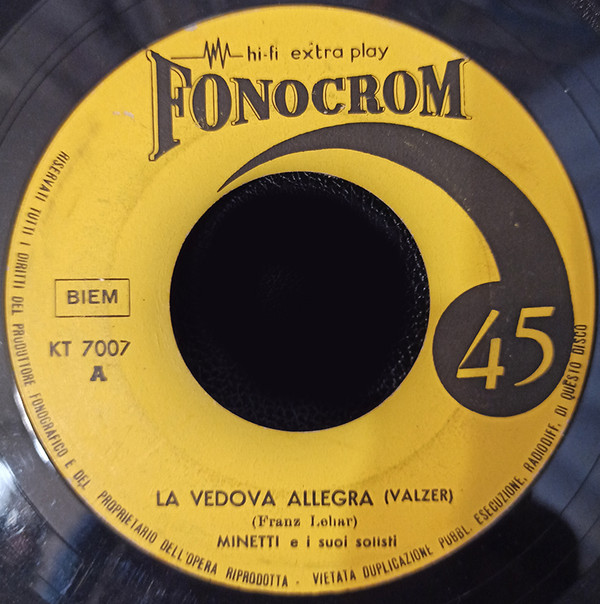 hi-fi extra play
FONOCROM
BIEM
KT 7007
A
45
LA VEDOVA ALLEGRA (VALZER)
(Franz Lehar)
MINETTI e i suoi solisti
RISERVATI TUTTI I DIRITTI DEL PRODUTTORE FONOGRAFICO E DEL PROPRIETARIO DELL'OPERA RIPRODOTTA - VIETATA DUPLICAZIONE PUBBL. ESECUZIONE, RADIODIFF. DI QUESTO DISCO